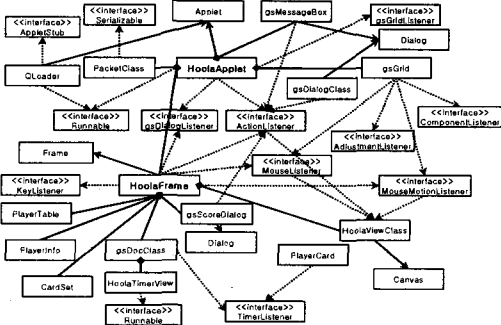 <<interface>>
AppletStub
<<interface>>
Serializable
Applet
gsMessageBox
<<interface>>
gsGridListener
Dialog
QLoader
PacketClass
HoolaApplet
gsDialogClass
gsGrid
<<interface>>
Runnable
<<interface>>
gsDialogListener
<<interface>>
ActionListener
<<interface>>
ComponentListener
<<interface>>
AdjustmentListener
Frame
<<interface>>
MouseListener
<<interface>>
KeyListener
HoolaFrame
<<interface>>
MouseMotionListener
PlayerTable
gsScoreDialog
HoolaViewClass
PlayerInfo
gsDocClass
Dialog
PlayerCard
CardSet
HoolaTimerView
Canvas
<<interface>>
Runnable
<<interface>>
TimerListener